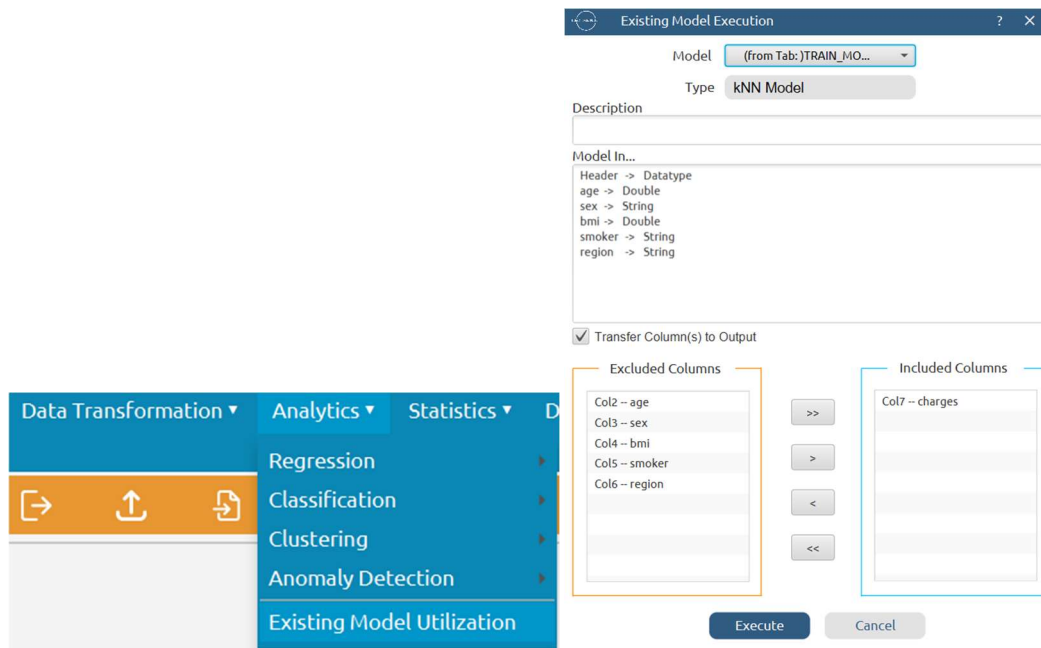 Data Transformation ▾ Analytics ▾ Statistics ▾ D
Regression
Classification
Clustering
Anomaly Detection
Existing Model Utilization
Existing Model Execution ? ✕
Model (from Tab: )TRAIN_MO...
Type kNN Model
Description
Model In...
Header -> Datatype
age -> Double
sex -> String
bmi -> Double
smoker -> String
region -> String
Transfer Column(s) to Output
Excluded Columns
Col2 -- age
Col3 -- sex
Col4 -- bmi
Col5 -- smoker
Col6 -- region
>>
>
<
<<
Included Columns
Col7 -- charges
Execute Cancel